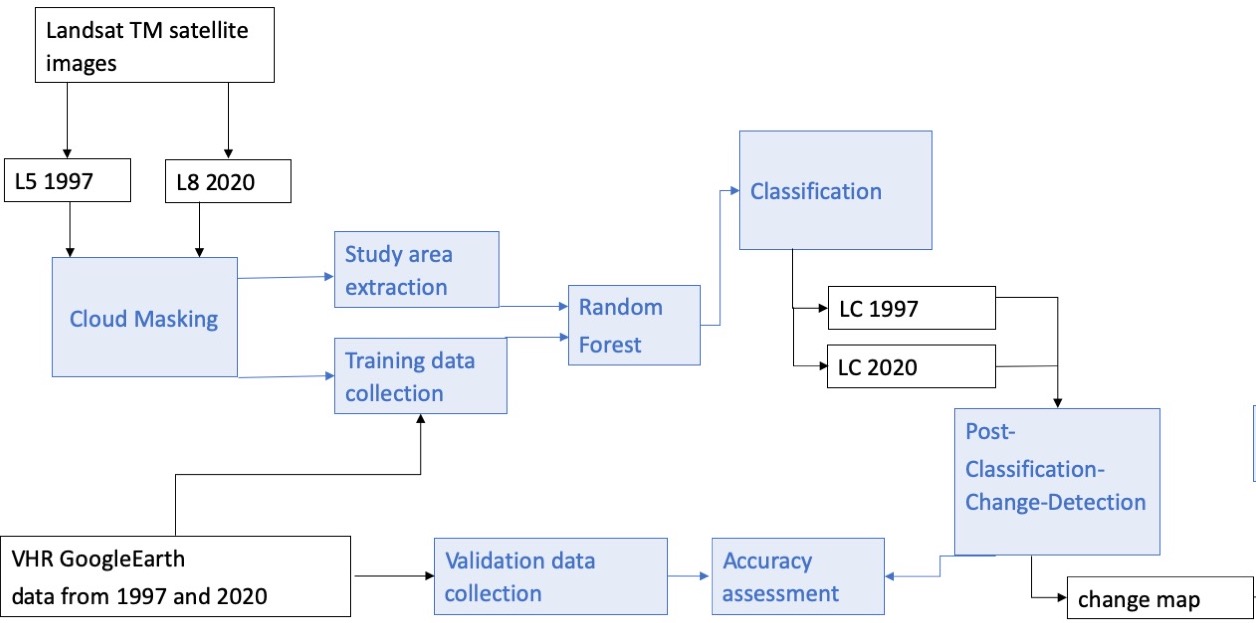 Landsat TM satellite
images
L5 1997
L8 2020
Cloud Masking
Study area
extraction
Training data
collection
Random
Forest
Classification
LC 1997
LC 2020
Post-
Classification-
Change-Detection
VHR GoogleEarth
data from 1997 and 2020
Validation data
collection
Accuracy
assessment
change map